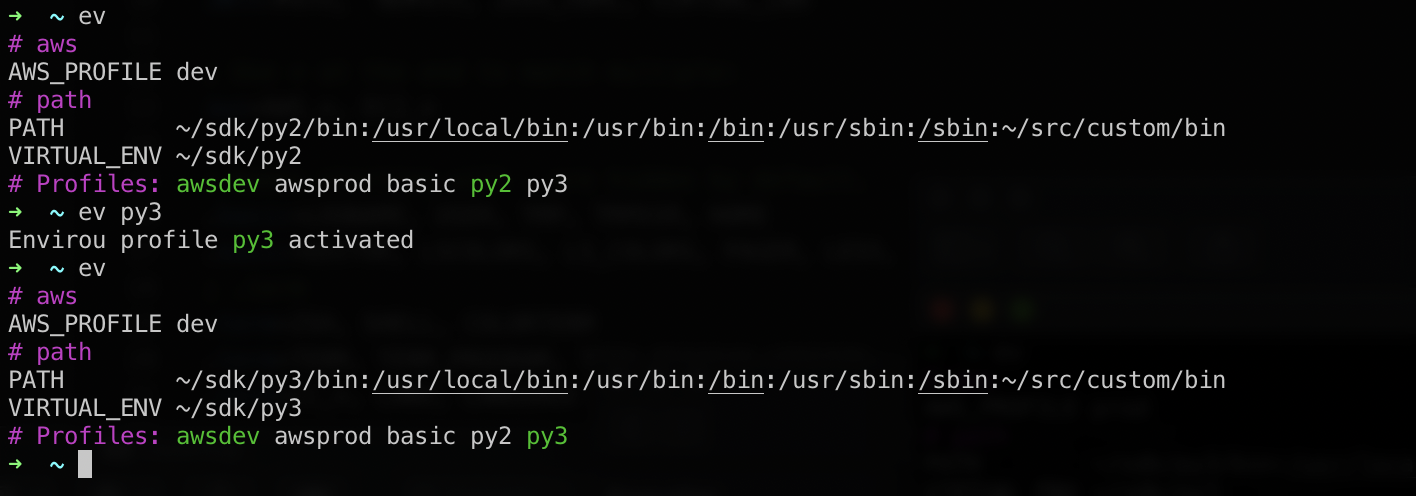 → ~ ev
# aws
AWS_PROFILE dev
# path
PATH ~/sdk/py2/bin:/usr/local/bin:/usr/bin:/bin:/usr/sbin:/sbin:~/src/custom/bin
VIRTUAL_ENV ~/sdk/py2
# Profiles: awsdev awsprod basic py2 py3
→ ~ ev py3
Envirou profile py3 activated
→ ~ ev
# aws
AWS_PROFILE dev
# path
PATH ~/sdk/py3/bin:/usr/local/bin:/usr/bin:/bin:/usr/sbin:/sbin:~/src/custom/bin
VIRTUAL_ENV ~/sdk/py3
# Profiles: awsdev awsprod basic py2 py3
→ ~